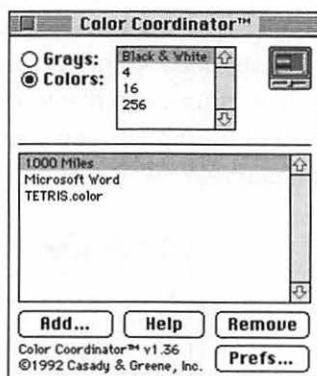 Color Coordinator™
Grays:
Colors:
Black & White
4
16
256
1000 Miles
Microsoft Word
TETRIS.color
Add...
Help
Remove
Color Coordinator™ v1.36
©1992 Casady & Greene, Inc.
Prefs...